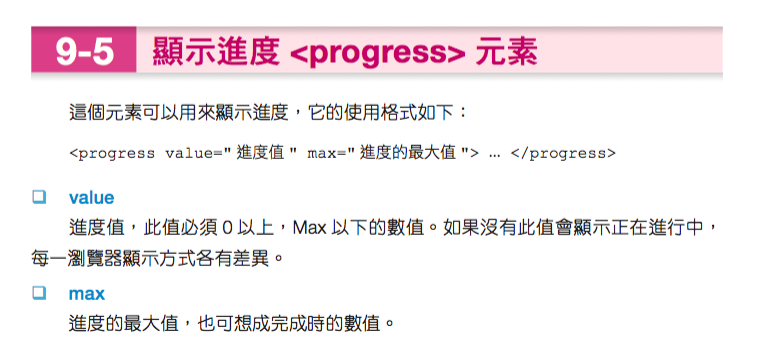 9-5 顯示進度 <progress> 元素
這個元素可以用來顯示進度，它的使用格式如下：
<progress value=" 進度值 " max=" 進度的最大值 "> … </progress>
❑ value
進度值，此值必須 0 以上，Max 以下的數值。如果沒有此值會顯示正在進行中，
每一瀏覽器顯示方式各有差異。
❑ max
進度的最大值，也可想成完成時的數值。